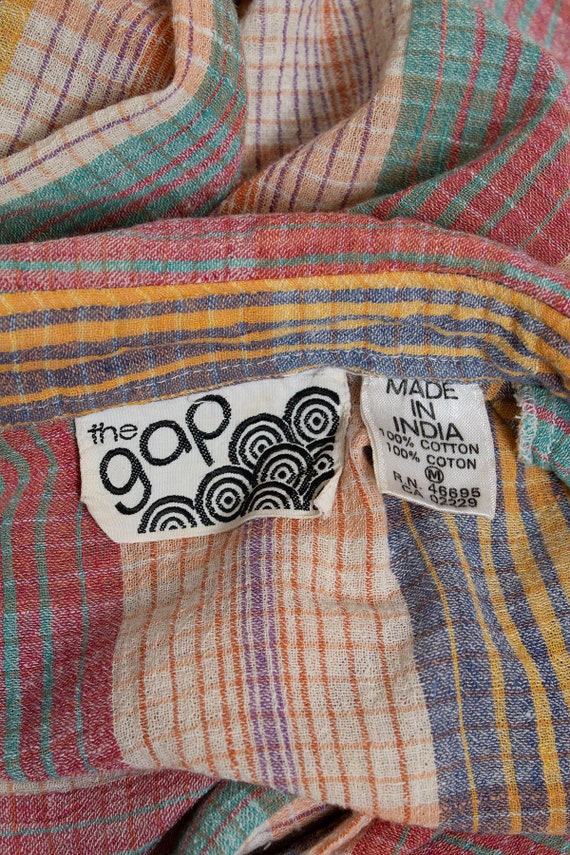 the
gap
MADE
IN
INDIA
100% COTTON
100% COTON
M
R.N. 46695
CA 02229